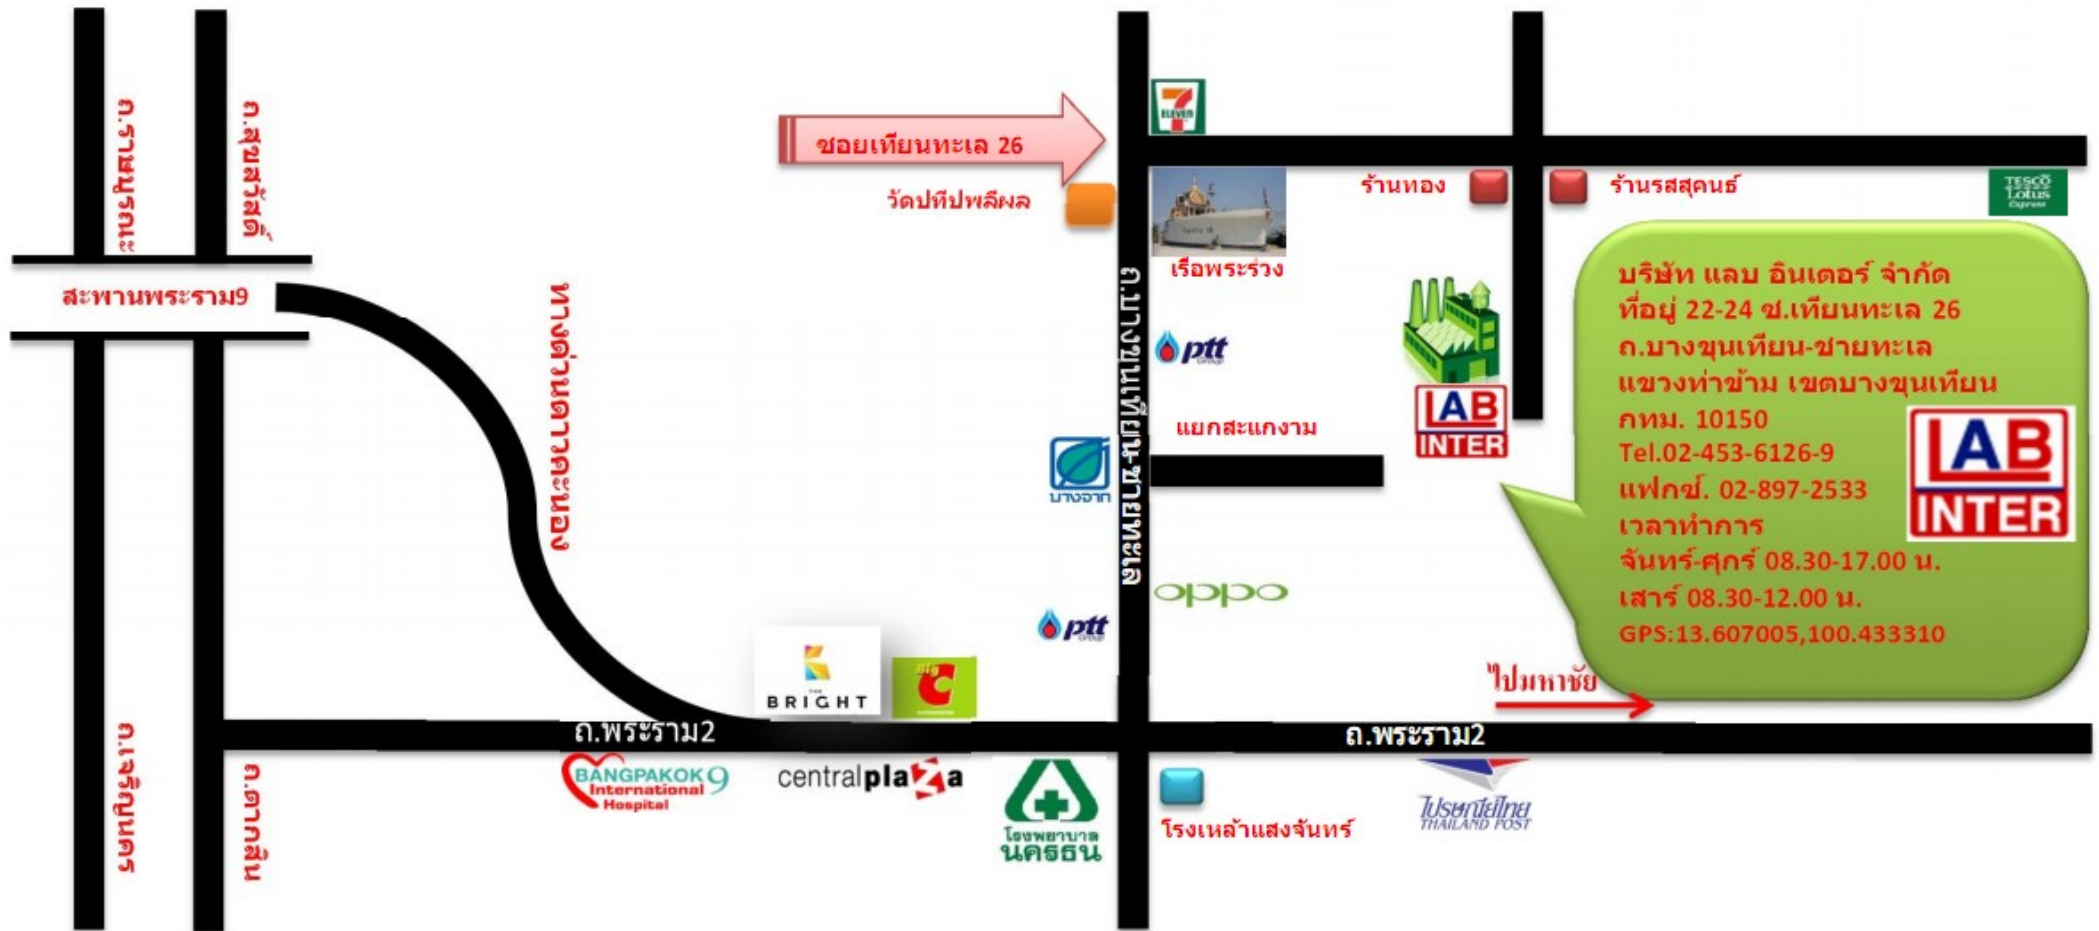 ถ.ราษบูรณะ
ถ.สุขสวัสดิ์
สะพานพระราม9
ทางด่วนดาวคะนอง
ถ.เจริญนคร
ถ.ตากสิน
ถ.พระราม2
THE
BRIGHT
Big
C
BANGPAKOK 9
International
Hospital
centralplaza
โรงพยาบาล
นครธน
ซอยเทียนทะเล 26
วัดปทีปพลีผล
7
ELEVEN
ถ.บางขุนเทียน-ชายทะเล
เรือพระร่วง
ptt
Group
แยกสะแกงาม
บางจาก
oppo
ptt
Group
ร้านทอง
ร้านรสสุคนธ์
TESCO
Lotus
Express
LAB
INTER
บริษัท แลบ อินเตอร์ จำกัด
ที่อยู่ 22-24 ซ.เทียนทะเล 26
ถ.บางขุนเทียน-ชายทะเล
แขวงท่าข้าม เขตบางขุนเทียน
กทม. 10150
Tel.02-453-6126-9
แฟกซ์. 02-897-2533
เวลาทำการ
จันทร์-ศุกร์ 08.30-17.00 น.
เสาร์ 08.30-12.00 น.
GPS:13.607005,100.433310
LAB
INTER
ไปมหาชัย
ถ.พระราม2
โรงเหล้าแสงจันทร์
ไปรษณีย์ไทย
THAILAND POST